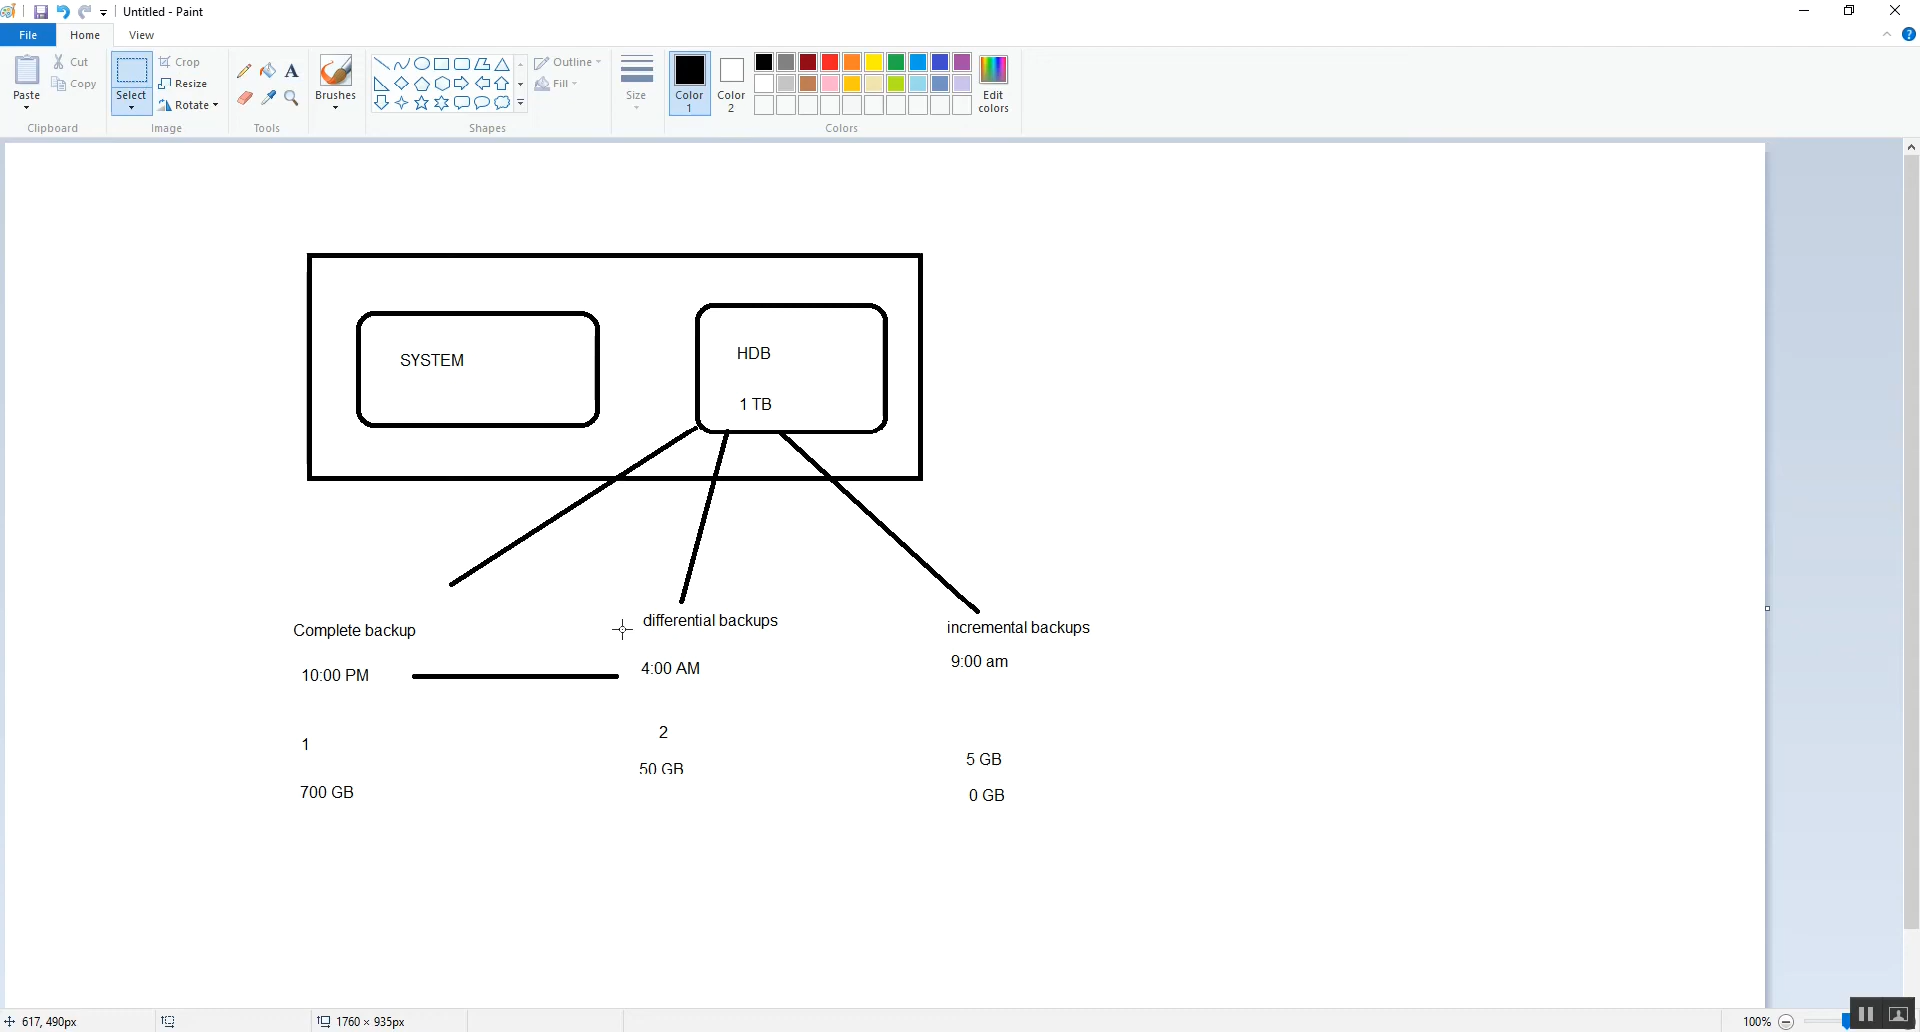 Untitled - Paint
File Home View
Paste
Cut
Copy
Clipboard
Select
Crop
Resize
Rotate
Image
A
Tools
Brushes
Shapes
Outline
Fill
Size
Color 1
Color 2
Edit colors
Colors
SYSTEM
HDB
1 TB
Complete backup
differential backups
incremental backups
10:00 PM
4:00 AM
9:00 am
1
2
700 GB
50 GB
5 GB
0 GB
617, 490px
1760 × 935px
100%